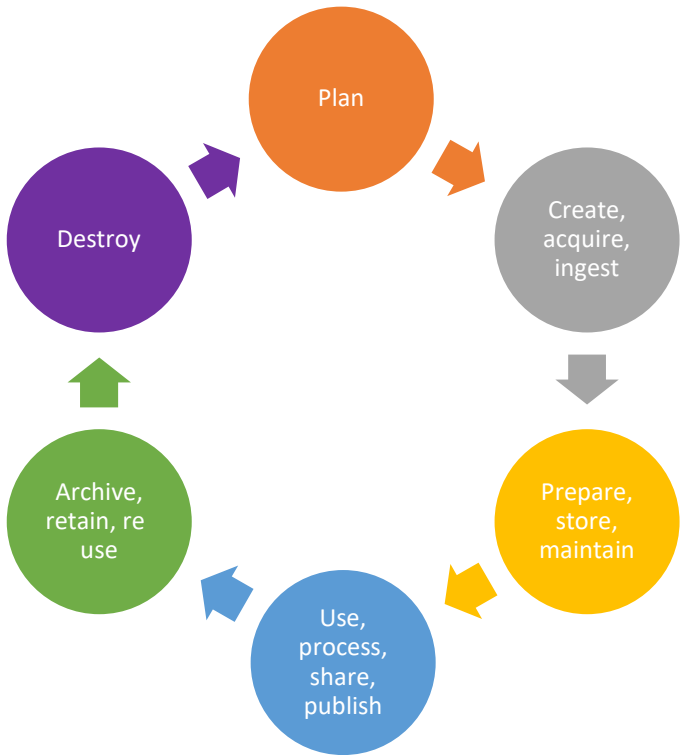 Plan
Create,
acquire,
ingest
Prepare,
store,
maintain
Use,
process,
share,
publish
Archive,
retain, re
use
Destroy